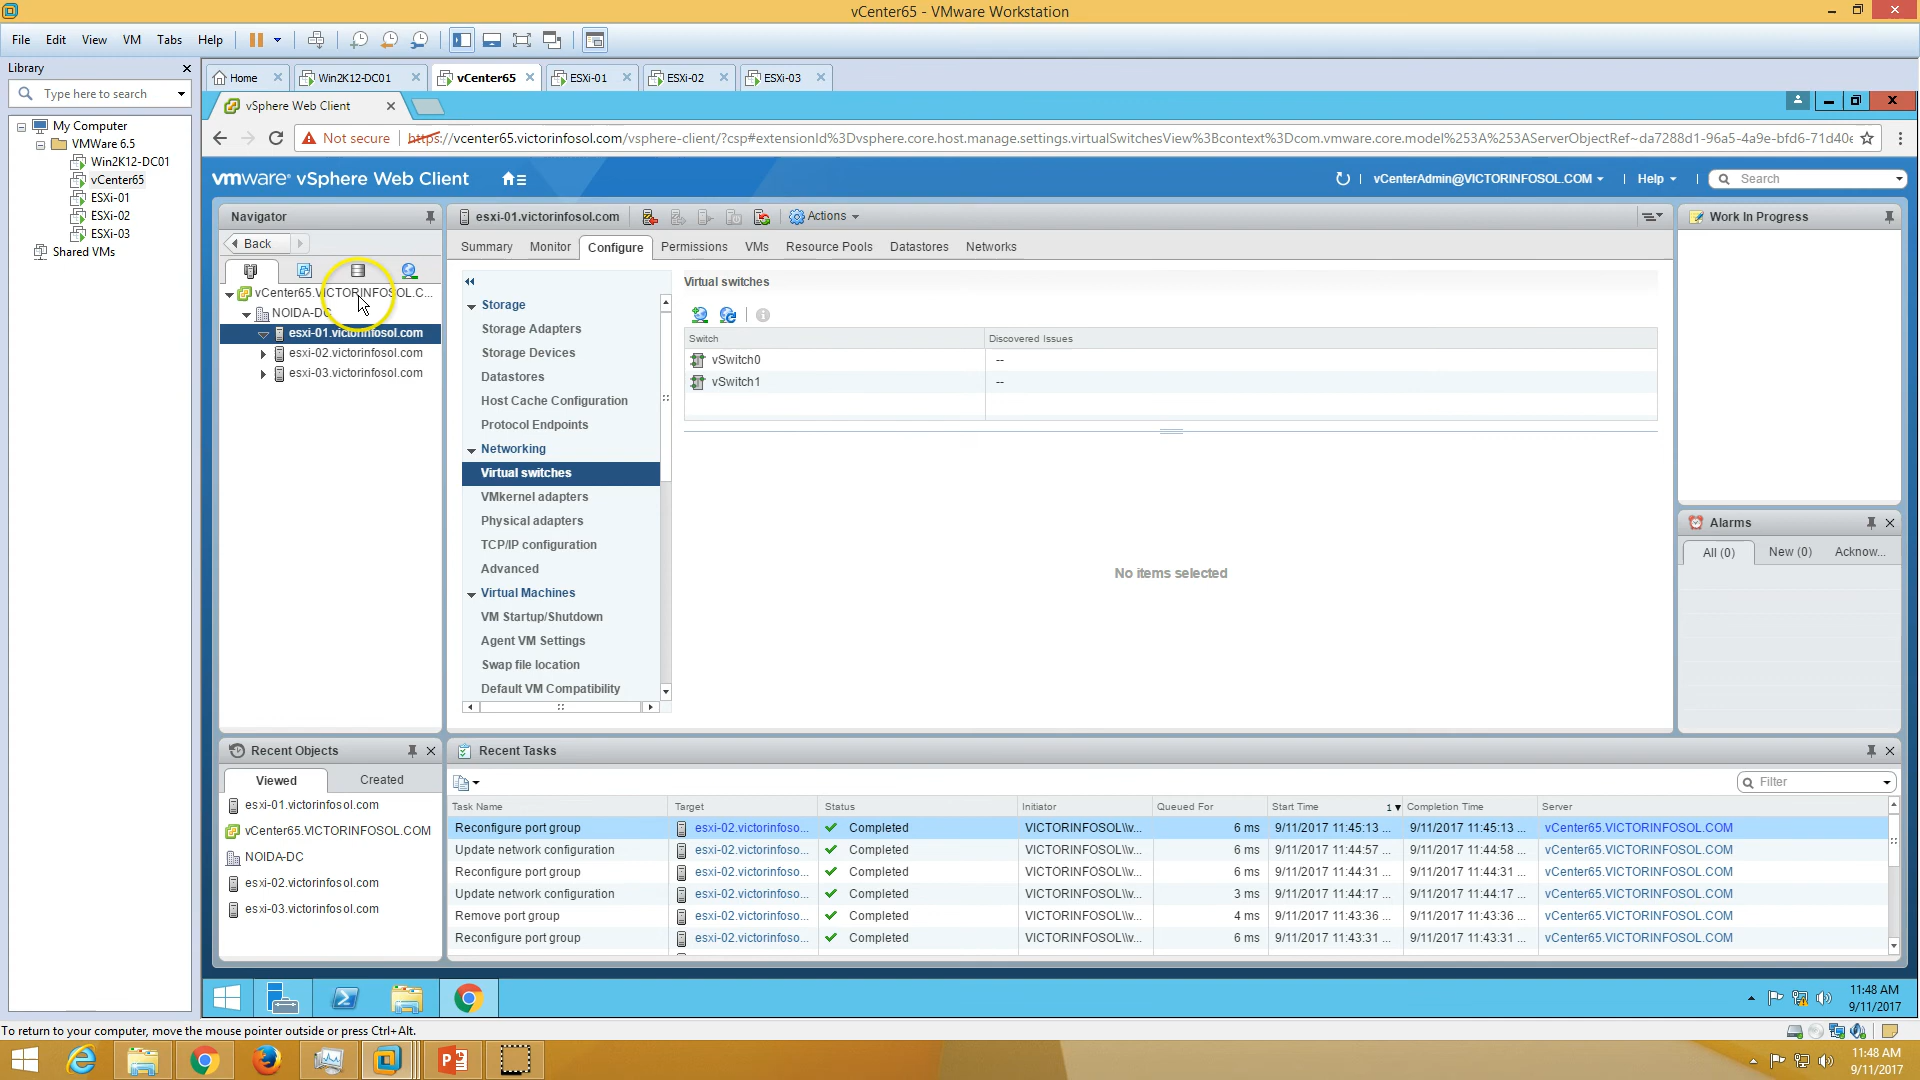 vCenter65 - VMware Workstation
File Edit View VM Tabs Help
Library
Type here to search
My Computer
VMWare 6.5
Win2K12-DC01
vCenter65
ESXi-01
ESXi-02
ESXi-03
Shared VMs
Home Win2K12-DC01 vCenter65 ESXi-01 ESXi-02 ESXi-03
vSphere Web Client
Not secure https://vcenter65.victorinfosol.com/vsphere-client/?csp#extensionId%3Dvsphere.core.host.manage.settings.virtualSwitchesView%3Bcontext%3Dcom.vmware.core.model%253A%253AServerObjectRef~da7288d1-96a5-4a9e-bfd6-71d40e
vmware® vSphere Web Client
vCenterAdmin@VICTORINFOSOL.COM Help Search
Navigator
Back
vCenter65.VICTORINFOSOL.C...
NOIDA-DC
esxi-01.victorinfosol.com
esxi-02.victorinfosol.com
esxi-03.victorinfosol.com
esxi-01.victorinfosol.com Actions
Summary Monitor Configure Permissions VMs Resource Pools Datastores Networks
Storage
Storage Adapters
Storage Devices
Datastores
Host Cache Configuration
Protocol Endpoints
Networking
Virtual switches
VMkernel adapters
Physical adapters
TCP/IP configuration
Advanced
Virtual Machines
VM Startup/Shutdown
Agent VM Settings
Swap file location
Default VM Compatibility
Virtual switches
Switch Discovered Issues
vSwitch0 --
vSwitch1 --
No items selected
Work In Progress
Alarms
All (0) New (0) Acknow...
Recent Objects
Viewed Created
esxi-01.victorinfosol.com
vCenter65.VICTORINFOSOL.COM
NOIDA-DC
esxi-02.victorinfosol.com
esxi-03.victorinfosol.com
Recent Tasks
Filter
Task Name Target Status Initiator Queued For Start Time 1 Completion Time Server
Reconfigure port group esxi-02.victorinfoso... Completed VICTORINFOSOL\\v... 6 ms 9/11/2017 11:45:13 ... 9/11/2017 11:45:13 ... vCenter65.VICTORINFOSOL.COM
Update network configuration esxi-02.victorinfoso... Completed VICTORINFOSOL\\v... 6 ms 9/11/2017 11:44:57 ... 9/11/2017 11:44:58 ... vCenter65.VICTORINFOSOL.COM
Reconfigure port group esxi-02.victorinfoso... Completed VICTORINFOSOL\\v... 6 ms 9/11/2017 11:44:31 ... 9/11/2017 11:44:31 ... vCenter65.VICTORINFOSOL.COM
Update network configuration esxi-02.victorinfoso... Completed VICTORINFOSOL\\v... 3 ms 9/11/2017 11:44:17 ... 9/11/2017 11:44:17 ... vCenter65.VICTORINFOSOL.COM
Remove port group esxi-02.victorinfoso... Completed VICTORINFOSOL\\v... 4 ms 9/11/2017 11:43:36 ... 9/11/2017 11:43:36 ... vCenter65.VICTORINFOSOL.COM
Reconfigure port group esxi-02.victorinfoso... Completed VICTORINFOSOL\\v... 6 ms 9/11/2017 11:43:31 ... 9/11/2017 11:43:31 ... vCenter65.VICTORINFOSOL.COM
11:48 AM
9/11/2017
To return to your computer, move the mouse pointer outside or press Ctrl+Alt.
11:48 AM
9/11/2017